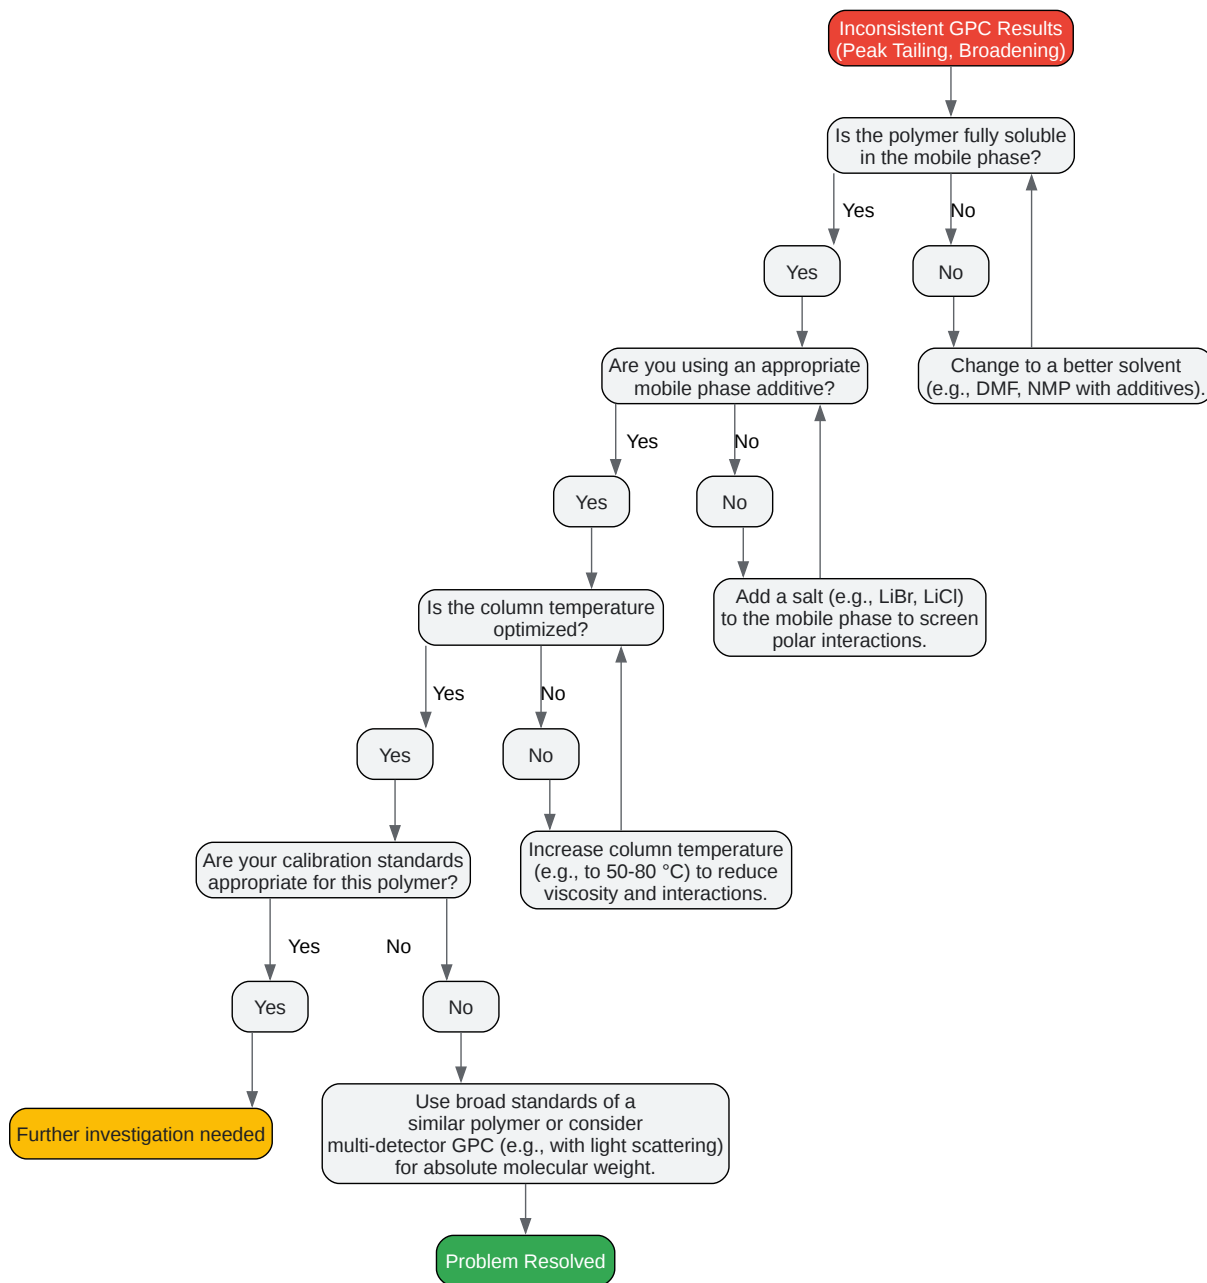 Inconsistent GPC Results
(Peak Tailing, Broadening)
Is the polymer fully soluble
in the mobile phase?
Yes
No
Yes
No
Change to a better solvent
(e.g., DMF, NMP with additives).
Are you using an appropriate
mobile phase additive?
Yes
No
Yes
No
Add a salt (e.g., LiBr, LiCl)
to the mobile phase to screen
polar interactions.
Is the column temperature
optimized?
Yes
No
Yes
No
Increase column temperature
(e.g., to 50-80 °C) to reduce
viscosity and interactions.
Are your calibration standards
appropriate for this polymer?
Yes
No
Yes
No
Further investigation needed
Use broad standards of a
similar polymer or consider
multi-detector GPC (e.g., with light scattering)
for absolute molecular weight.
Problem Resolved